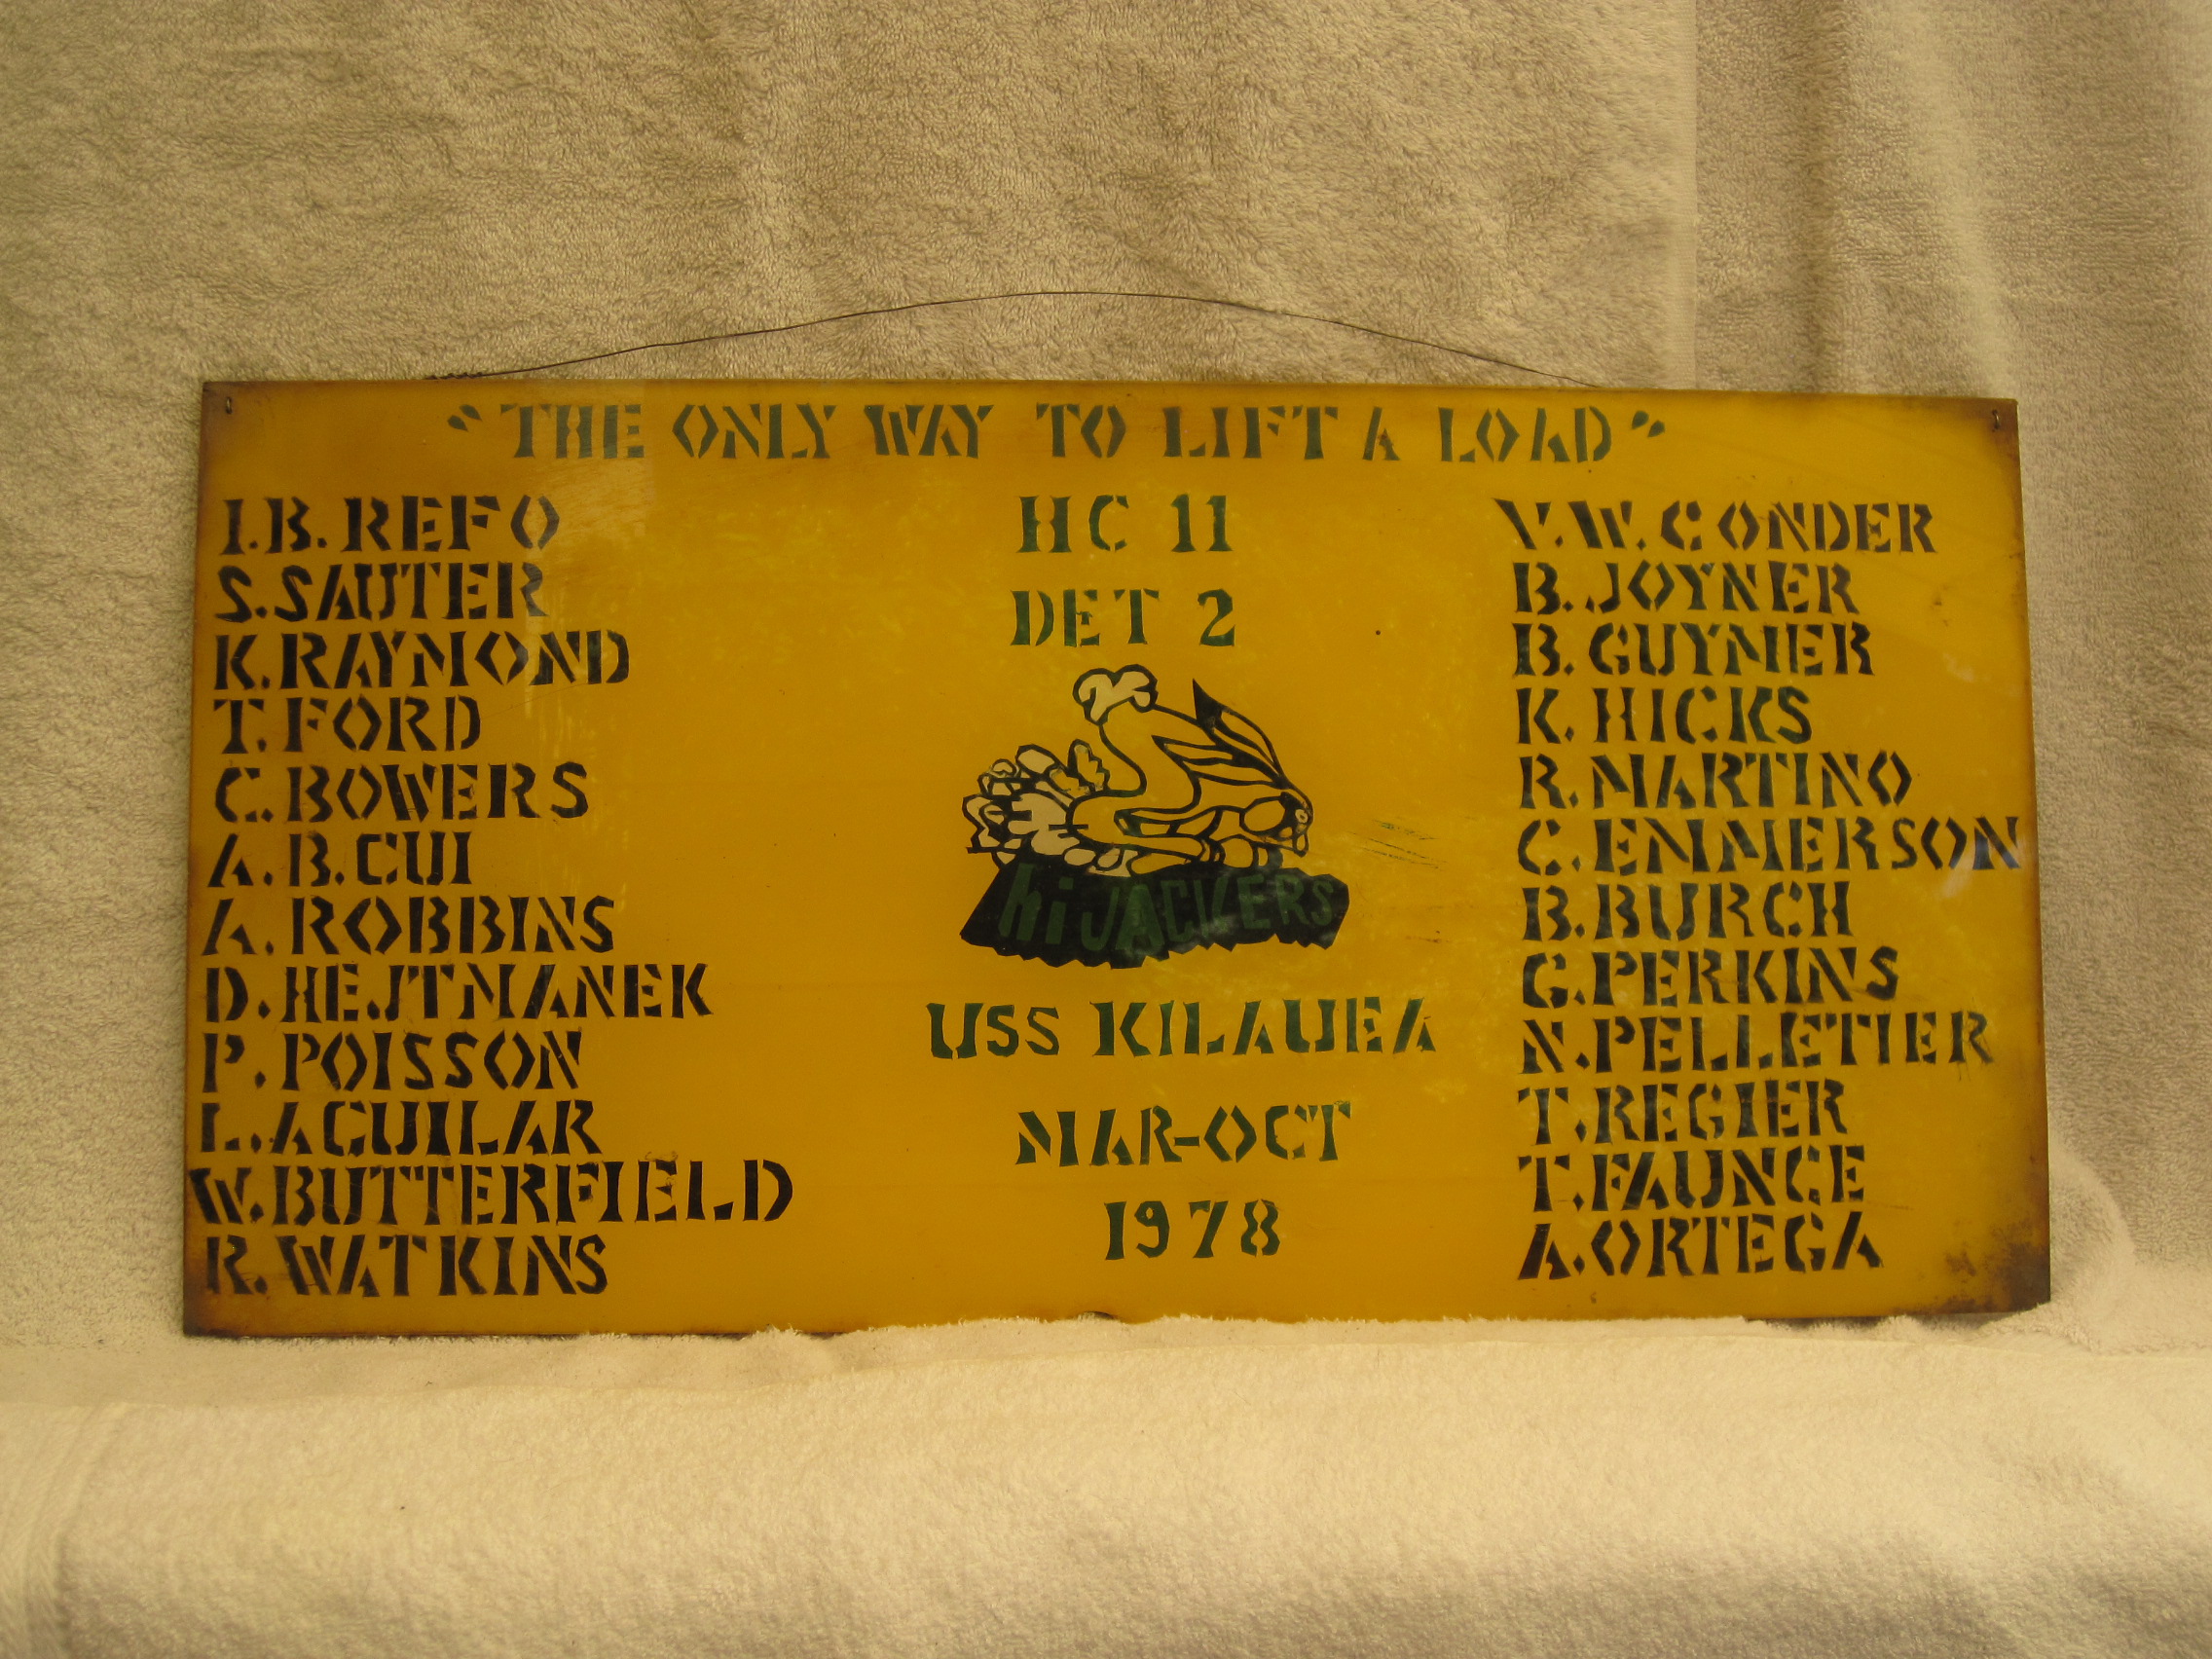 "THE ONLY WAY TO LIFT A LOAD"
I.B. REFO
S. SAUTER
K. RAYMOND
T. FORD
C. BOWERS
A. B. CUI
A. ROBBINS
D. HEJTMANEK
P. POISSON
L. AGUILAR
W. BUTTERFIELD
R. WATKINS
HC 11
DET 2
hiJACKERS
USS KILAUEA
MAR-OCT
1978
V.W. CONDER
B. JOYNER
B. GUYMER
K. HICKS
R. MARTINO
C. EMMERSON
B. BURCH
G. PERKINS
N. PELLETIER
T. REGIER
T. FAUNCE
A. ORTEGA